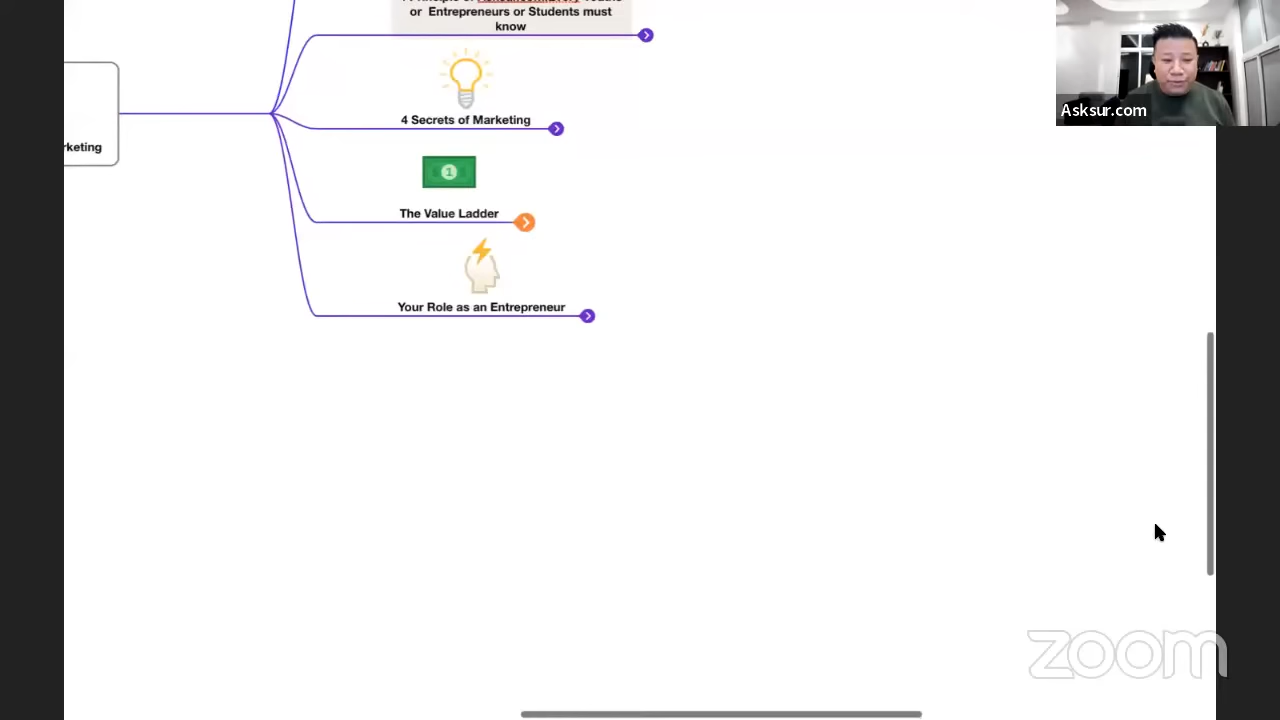 or Entrepreneurs or Students must
know
rketing
4 Secrets of Marketing
1
The Value Ladder
Your Role as an Entrepreneur
Asksur.com
zoom